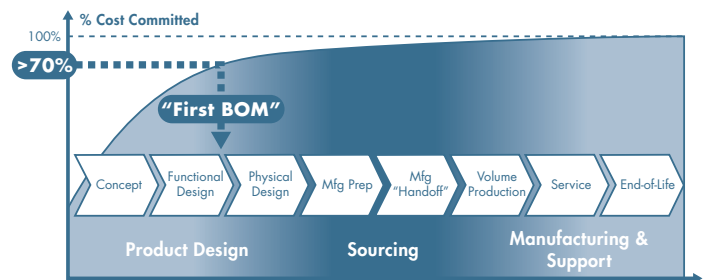 % Cost Committed
100%
>70%
“First BOM”
Concept
Functional
Design
Physical
Design
Mfg Prep
Mfg
“Handoff”
Volume
Production
Service
End-of-Life
Product Design
Sourcing
Manufacturing &
Support